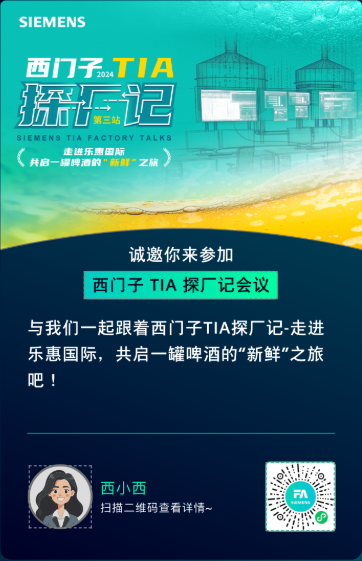 SIEMENS
西门子 TIA
2024
探厂记
第三站
SIEMENS TIA FACTORY TALKS
走进乐惠国际
共启一罐啤酒的“新鲜”之旅
诚邀你来参加
西门子 TIA 探厂记会议
与我们一起跟着西门子TIA探厂记-走进
乐惠国际，共启一罐啤酒的“新鲜”之旅
吧！
西小西
扫描二维码查看详情~
FA
SIEMENS